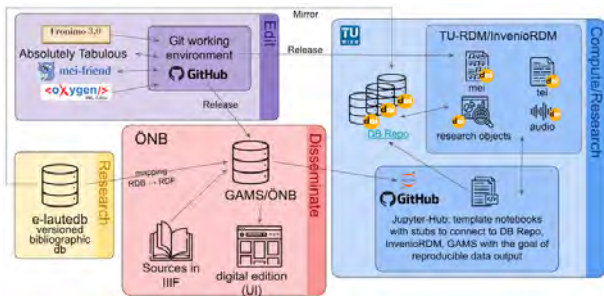 Fronimo 3.0
Absolutely Tabulous
mei-friend
<oXygen/>
Git working
environment
GitHub
Edit
Mirror
Release
Release
TU
WIEN
TU-RDM/InvenioRDM
mei
tei
research objects
audio
DB Repo
Compute/Research
ÖNB
GAMS/ÖNB
Disseminate
mapping
RDB → RDF
Research
e-lautedb
versioned
bibliographic
db
Sources in
IIIF
digital edition
(UI)
GitHub
Jupyter-Hub: template notebooks
with stubs to connect to DB Repo,
InvenioRDM, GAMS with the goal of
reproducible data output